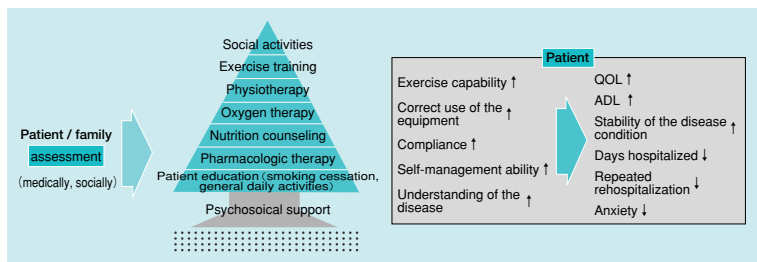 Patient / family
assessment
(medically, socially)
Social activities
Exercise training
Physiotherapy
Oxygen therapy
Nutrition counseling
Pharmacologic therapy
Patient education (smoking cessation,
general daily activities)
Psychosoical support
Patient
Exercise capability ↑
Correct use of the
equipment ↑
Compliance ↑
Self-management ability ↑
Understanding of the
disease ↑
QOL ↑
ADL ↑
Stability of the disease
condition ↑
Days hospitalized ↓
Repeated
rehospitalization ↓
Anxiety ↓